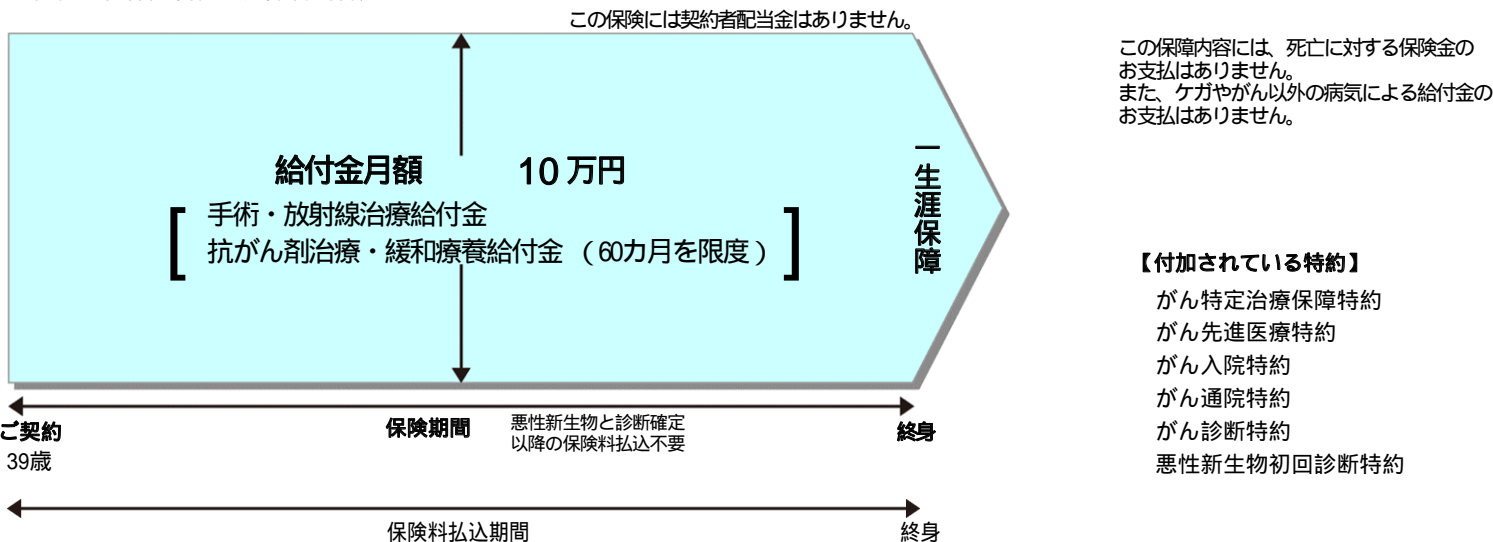 この保険には契約者配当金はありません。
この保障内容には、死亡に対する保険金の
お支払はありません。
また、ケガやがん以外の病気による給付金の
お支払はありません。
給付金月額 10万円
手術・放射線治療給付金
抗がん剤治療・緩和療養給付金 (60カ月を限度)
一生涯保障
【付加されている特約】
がん特定治療保障特約
がん先進医療特約
がん入院特約
がん通院特約
がん診断特約
悪性新生物初回診断特約
ご契約
39歳
保険期間
悪性新生物と診断確定
以降の保険料払込不要
終身
保険料払込期間
終身